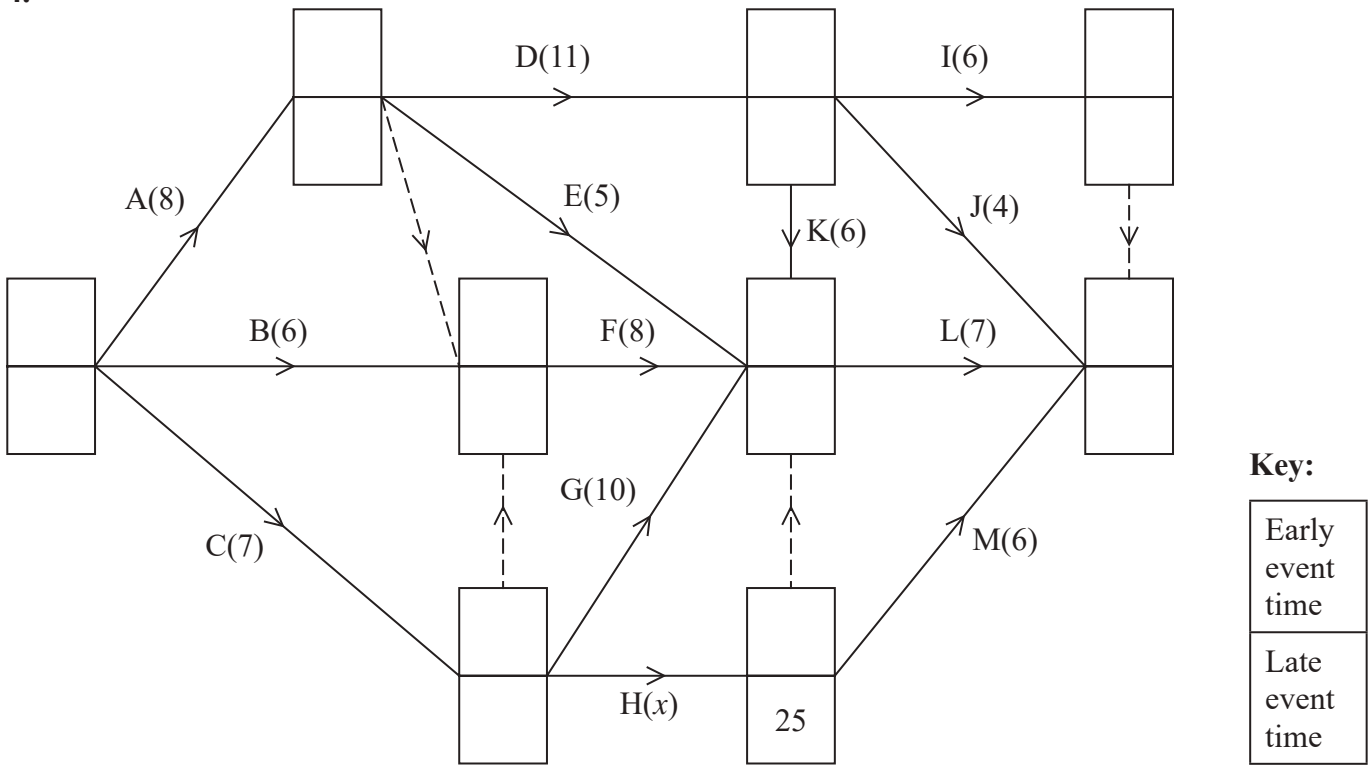 D(11)
I(6)
A(8)
E(5)
J(4)
K(6)
B(6)
F(8)
L(7)
Key:
G(10)
Early
event
time
C(7)
M(6)
Late
event
time
H(x)
25